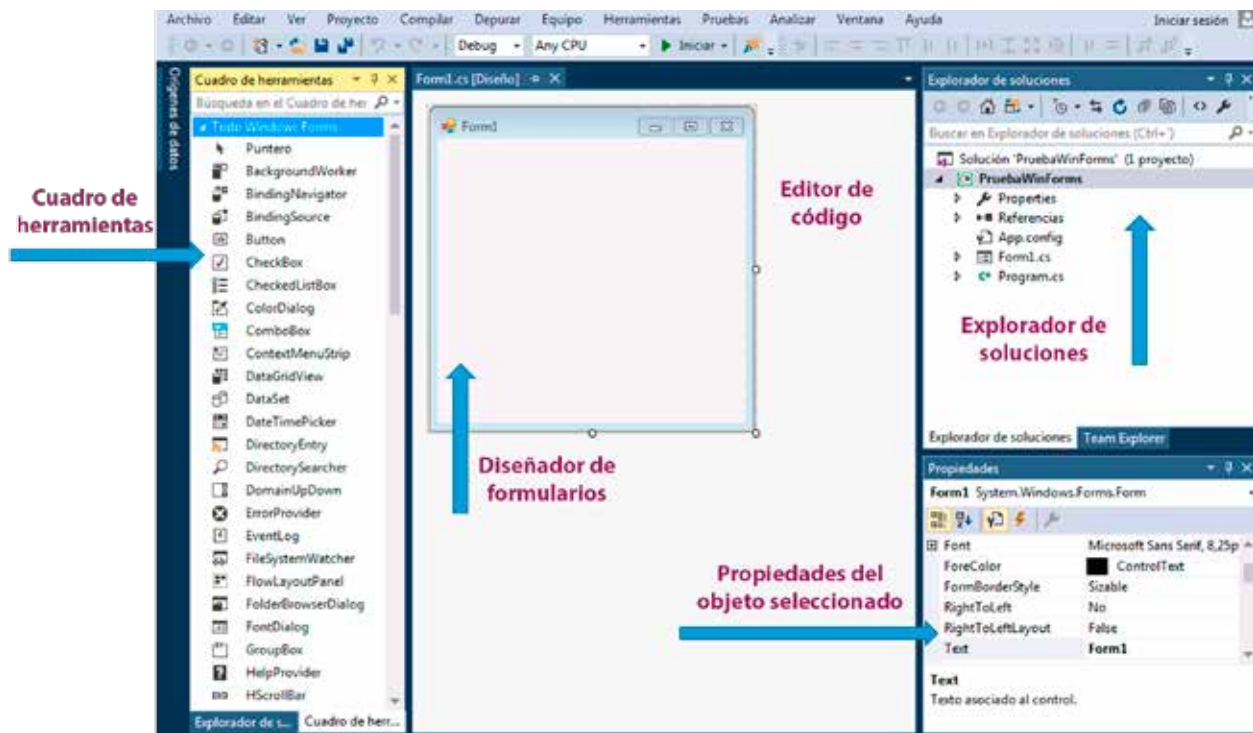 Archivo Editar Ver Proyecto Compilar Depurar Equipo Herramientas Pruebas Analizar Ventana Ayuda Iniciar sesión
Debug Any CPU Iniciar
Orígenes de datos
Cuadro de herramientas
Búsqueda en el Cuadro de her
Todo Windows Forms
Puntero
BackgroundWorker
BindingNavigator
BindingSource
Button
CheckBox
CheckedListBox
ColorDialog
ComboBox
ContextMenuStrip
DataGridView
DataSet
DateTimePicker
DirectoryEntry
DirectorySearcher
DomainUpDown
ErrorProvider
EventLog
FileSystemWatcher
FlowLayoutPanel
FolderBrowserDialog
FontDialog
GroupBox
HelpProvider
HScrollBar
Explorador de s... Cuadro de herr...
Cuadro de
herramientas
Form1.cs [Diseño]
Form1
Editor de
código
Diseñador de
formularios
Propiedades del
objeto seleccionado
Explorador de soluciones
Buscar en Explorador de soluciones (Ctrl+')
Solución 'PruebaWinForms' (1 proyecto)
PruebaWinForms
Properties
Referencias
App.config
Form1.cs
Program.cs
Explorador de
soluciones
Explorador de soluciones Team Explorer
Propiedades
Form1 System.Windows.Forms.Form
Font Microsoft Sans Serif, 8,25p
ForeColor ControlText
FormBorderStyle Sizable
RightToLeft No
RightToLeftLayout False
Text Form1
Text
Texto asociado al control.